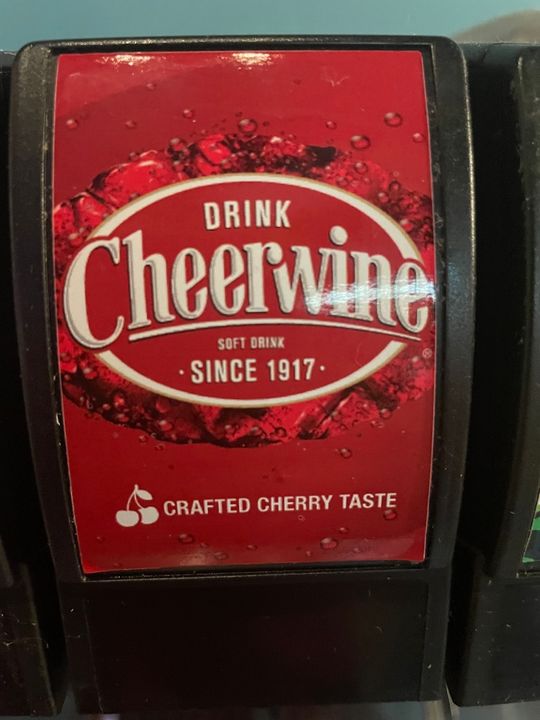 DRINK
Cheerwine
SOFT DRINK
· SINCE 1917 ·
®
CRAFTED CHERRY TASTE